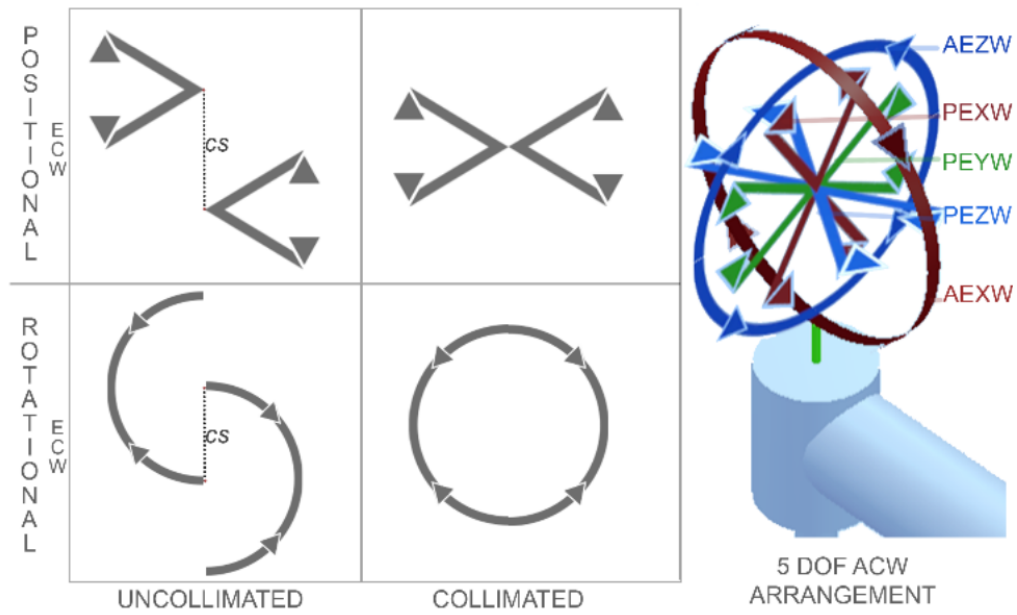 POSITIONAL
ECW
CS
ROTATIONAL
ECW
CS
UNCOLLIMATED
COLLIMATED
AEZW
PEXW
PEYW
PEZW
AEXW
5 DOF ACW
ARRANGEMENT